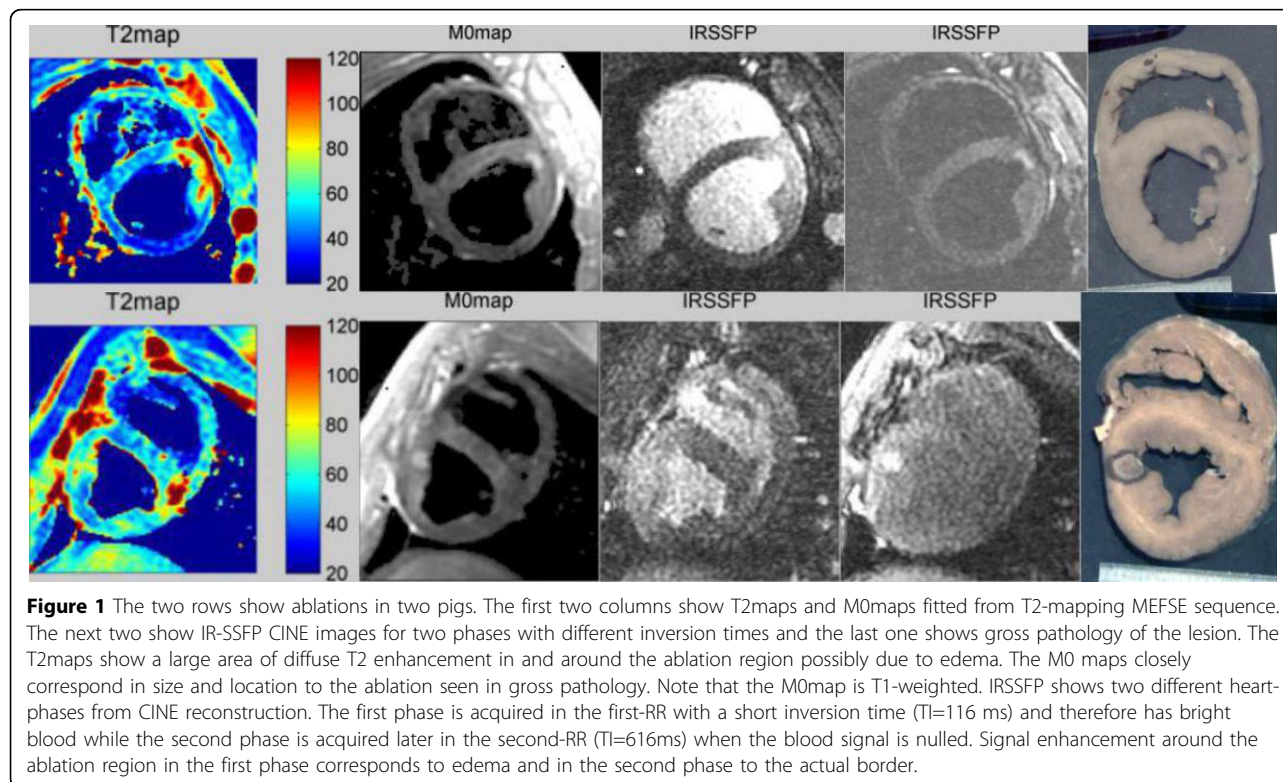 T2map
M0map
IRSSFP
IRSSFP
120
100
80
60
40
20
T2map
M0map
IRSSFP
IRSSFP
120
100
80
60
40
20
Figure 1 The two rows show ablations in two pigs. The first two columns show T2maps and M0maps fitted from T2-mapping MEFSE sequence.
The next two show IR-SSFP CINE images for two phases with different inversion times and the last one shows gross pathology of the lesion. The
T2maps show a large area of diffuse T2 enhancement in and around the ablation region possibly due to edema. The M0 maps closely
correspond in size and location to the ablation seen in gross pathology. Note that the M0map is T1-weighted. IRSSFP shows two different heart-
phases from CINE reconstruction. The first phase is acquired in the first-RR with a short inversion time (TI=116 ms) and therefore has bright
blood while the second phase is acquired later in the second-RR (TI=616ms) when the blood signal is nulled. Signal enhancement around the
ablation region in the first phase corresponds to edema and in the second phase to the actual border.